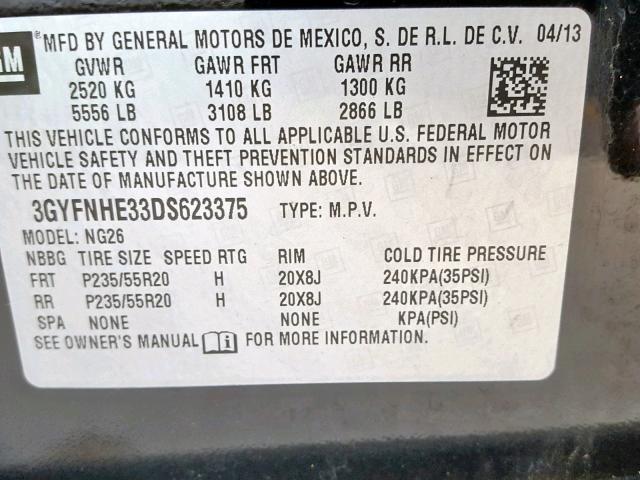 GM ® MFD BY GENERAL MOTORS DE MEXICO, S. DE R.L. DE C.V. 04/13
GVWR GAWR FRT GAWR RR
2520 KG 1410 KG 1300 KG
5556 LB 3108 LB 2866 LB
THIS VEHICLE CONFORMS TO ALL APPLICABLE U.S. FEDERAL MOTOR
VEHICLE SAFETY AND THEFT PREVENTION STANDARDS IN EFFECT ON
THE DATE OF MANUFACTURE SHOWN ABOVE.
3GYFNHE33DS623375 TYPE: M.P.V.
MODEL: NG26
NBBG TIRE SIZE SPEED RTG RIM COLD TIRE PRESSURE
FRT P235/55R20 H 20X8J 240KPA(35PSI)
RR P235/55R20 H 20X8J 240KPA(35PSI)
SPA NONE NONE KPA(PSI)
SEE OWNER'S MANUAL i FOR MORE INFORMATION.